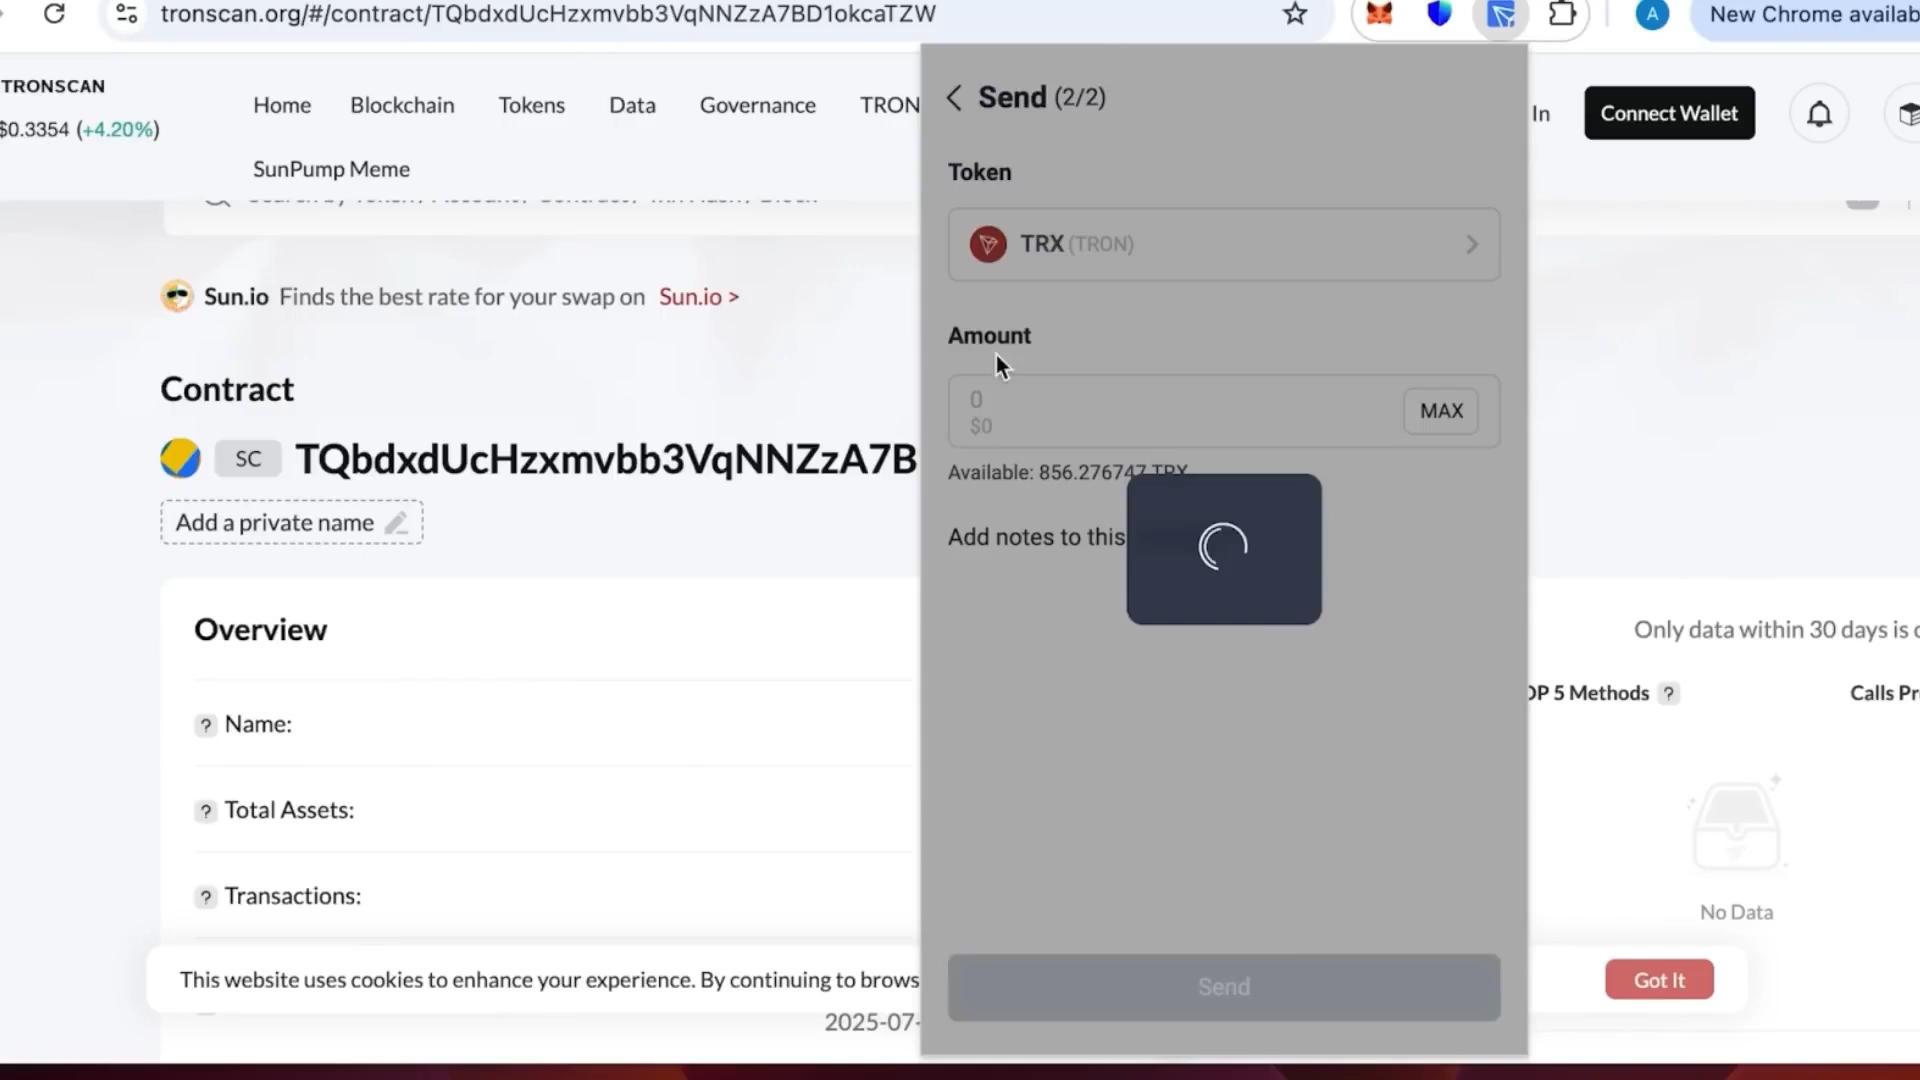 tronscan.org/#/contract/TQbdxdUcHzxmvbb3VqNNZzA7BD1okcaTZW
A
New Chrome availab
TRONSCAN
$0.3354 (+4.20%)
Home
Blockchain
Tokens
Data
Governance
TRON
SunPump Meme
In
Connect Wallet
Sun.io Finds the best rate for your swap on Sun.io >
Contract
SC
TQbdxdUcHzxmvbb3VqNNZzA7B
Add a private name
Overview
? Name:
? Total Assets:
? Transactions:
This website uses cookies to enhance your experience. By continuing to brows
Got It
2025-07-
Send (2/2)
Token
TRX (TRON)
Amount
0
$0
MAX
Available: 856.276747 TRX
Add notes to this
Send
Only data within 30 days is
OP 5 Methods ?
Calls Pr
No Data